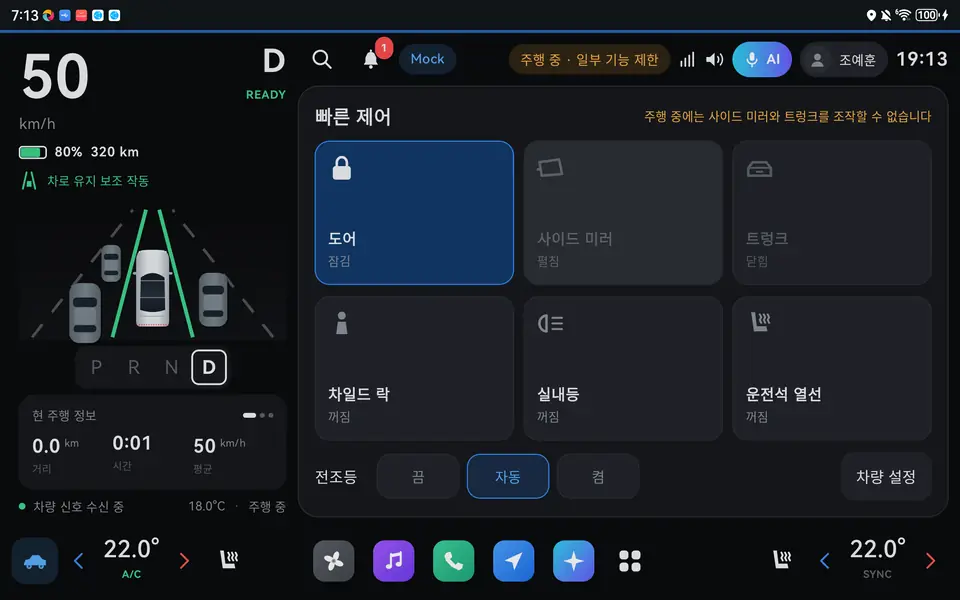 7:13
100
50
D
READY
km/h
80% 320 km
차로 유지 보조 작동
P R N D
현 주행 정보
0.0 km
거리
0:01
시간
50 km/h
평균
차량 신호 수신 중
18.0°C · 주행 중
1
Mock
주행 중 · 일부 기능 제한
AI
조예훈
19:13
빠른 제어
주행 중에는 사이드 미러와 트렁크를 조작할 수 없습니다
도어
잠김
사이드 미러
펼짐
트렁크
닫힘
차일드 락
꺼짐
실내등
꺼짐
운전석 열선
꺼짐
전조등
끔
자동
켬
차량 설정
22.0°
A/C
22.0°
SYNC